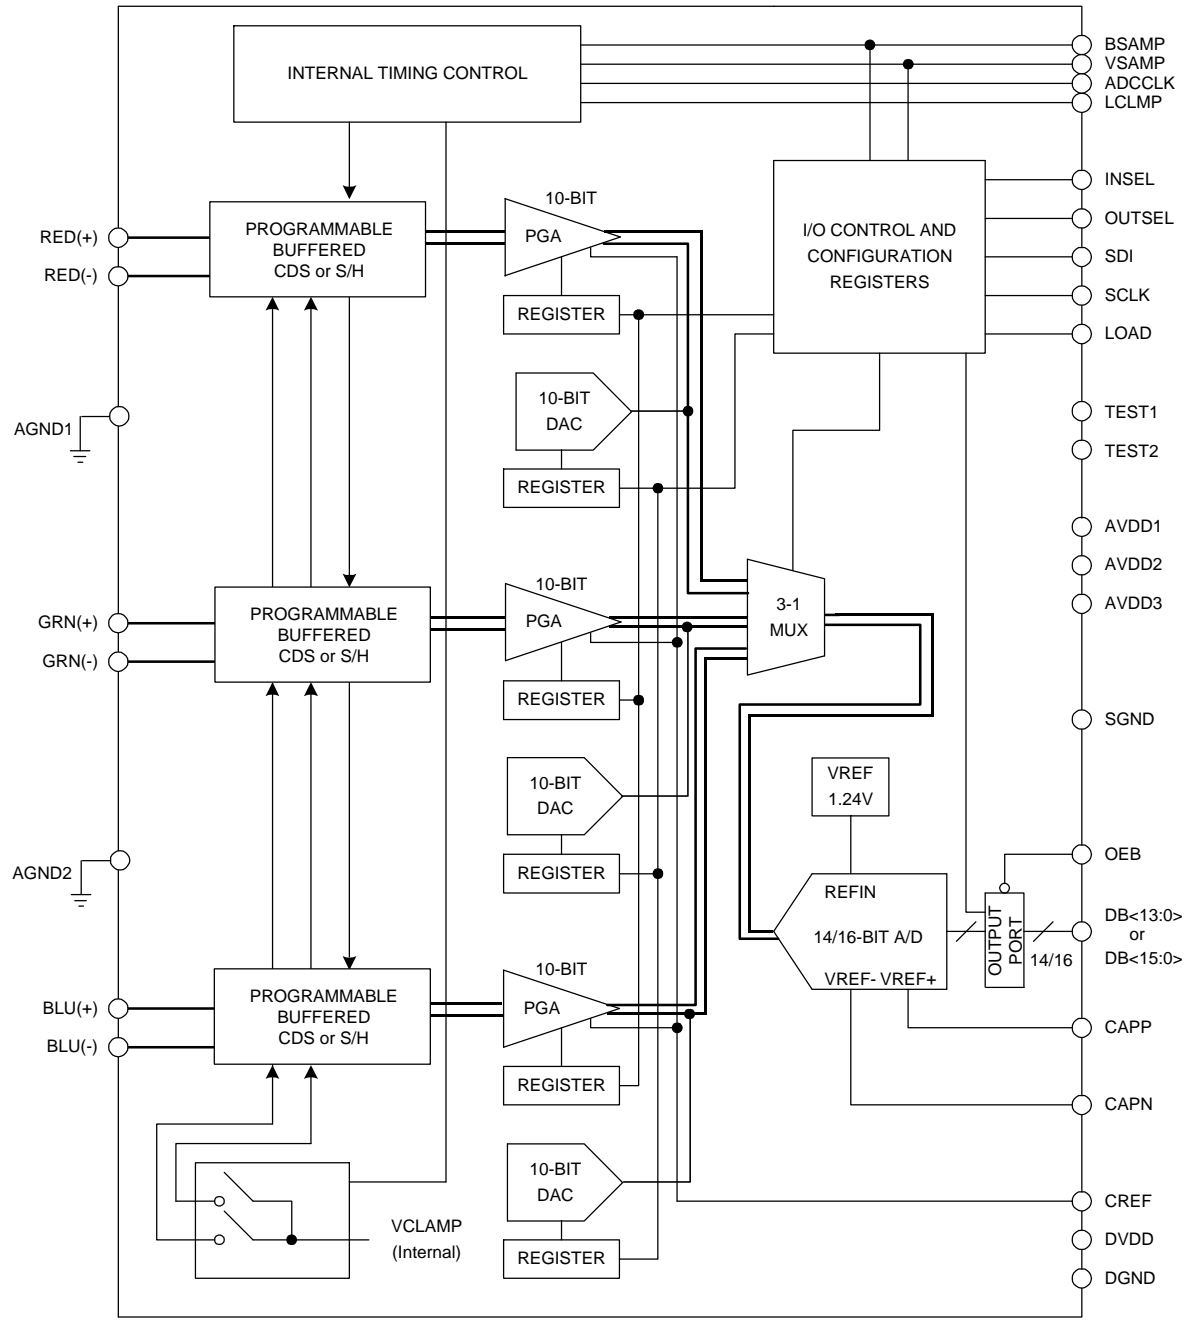 INTERNAL TIMING CONTROL
BSAMP
VSAMP
ADCCLK
LCLMP
INSEL
OUTSEL
SDI
SCLK
LOAD
I/O CONTROL AND
CONFIGURATION
REGISTERS
10-BIT
PGA
REGISTER
PROGRAMMABLE
BUFFERED
CDS or S/H
RED(+)
RED(-)
AGND1
10-BIT
DAC
REGISTER
TEST1
TEST2
AVDD1
AVDD2
AVDD3
GRN(+)
GRN(-)
PROGRAMMABLE
BUFFERED
CDS or S/H
10-BIT
PGA
REGISTER
3-1
MUX
SGND
10-BIT
DAC
REGISTER
VREF
1.24V
AGND2
REFIN
14/16-BIT A/D
VREF- VREF+
OUTPUT
PORT
14/16
OEB
DB<13:0>
or
DB<15:0>
BLU(+)
BLU(-)
PROGRAMMABLE
BUFFERED
CDS or S/H
10-BIT
PGA
REGISTER
CAPP
CAPN
10-BIT
DAC
REGISTER
VCLAMP
(Internal)
CREF
DVDD
DGND